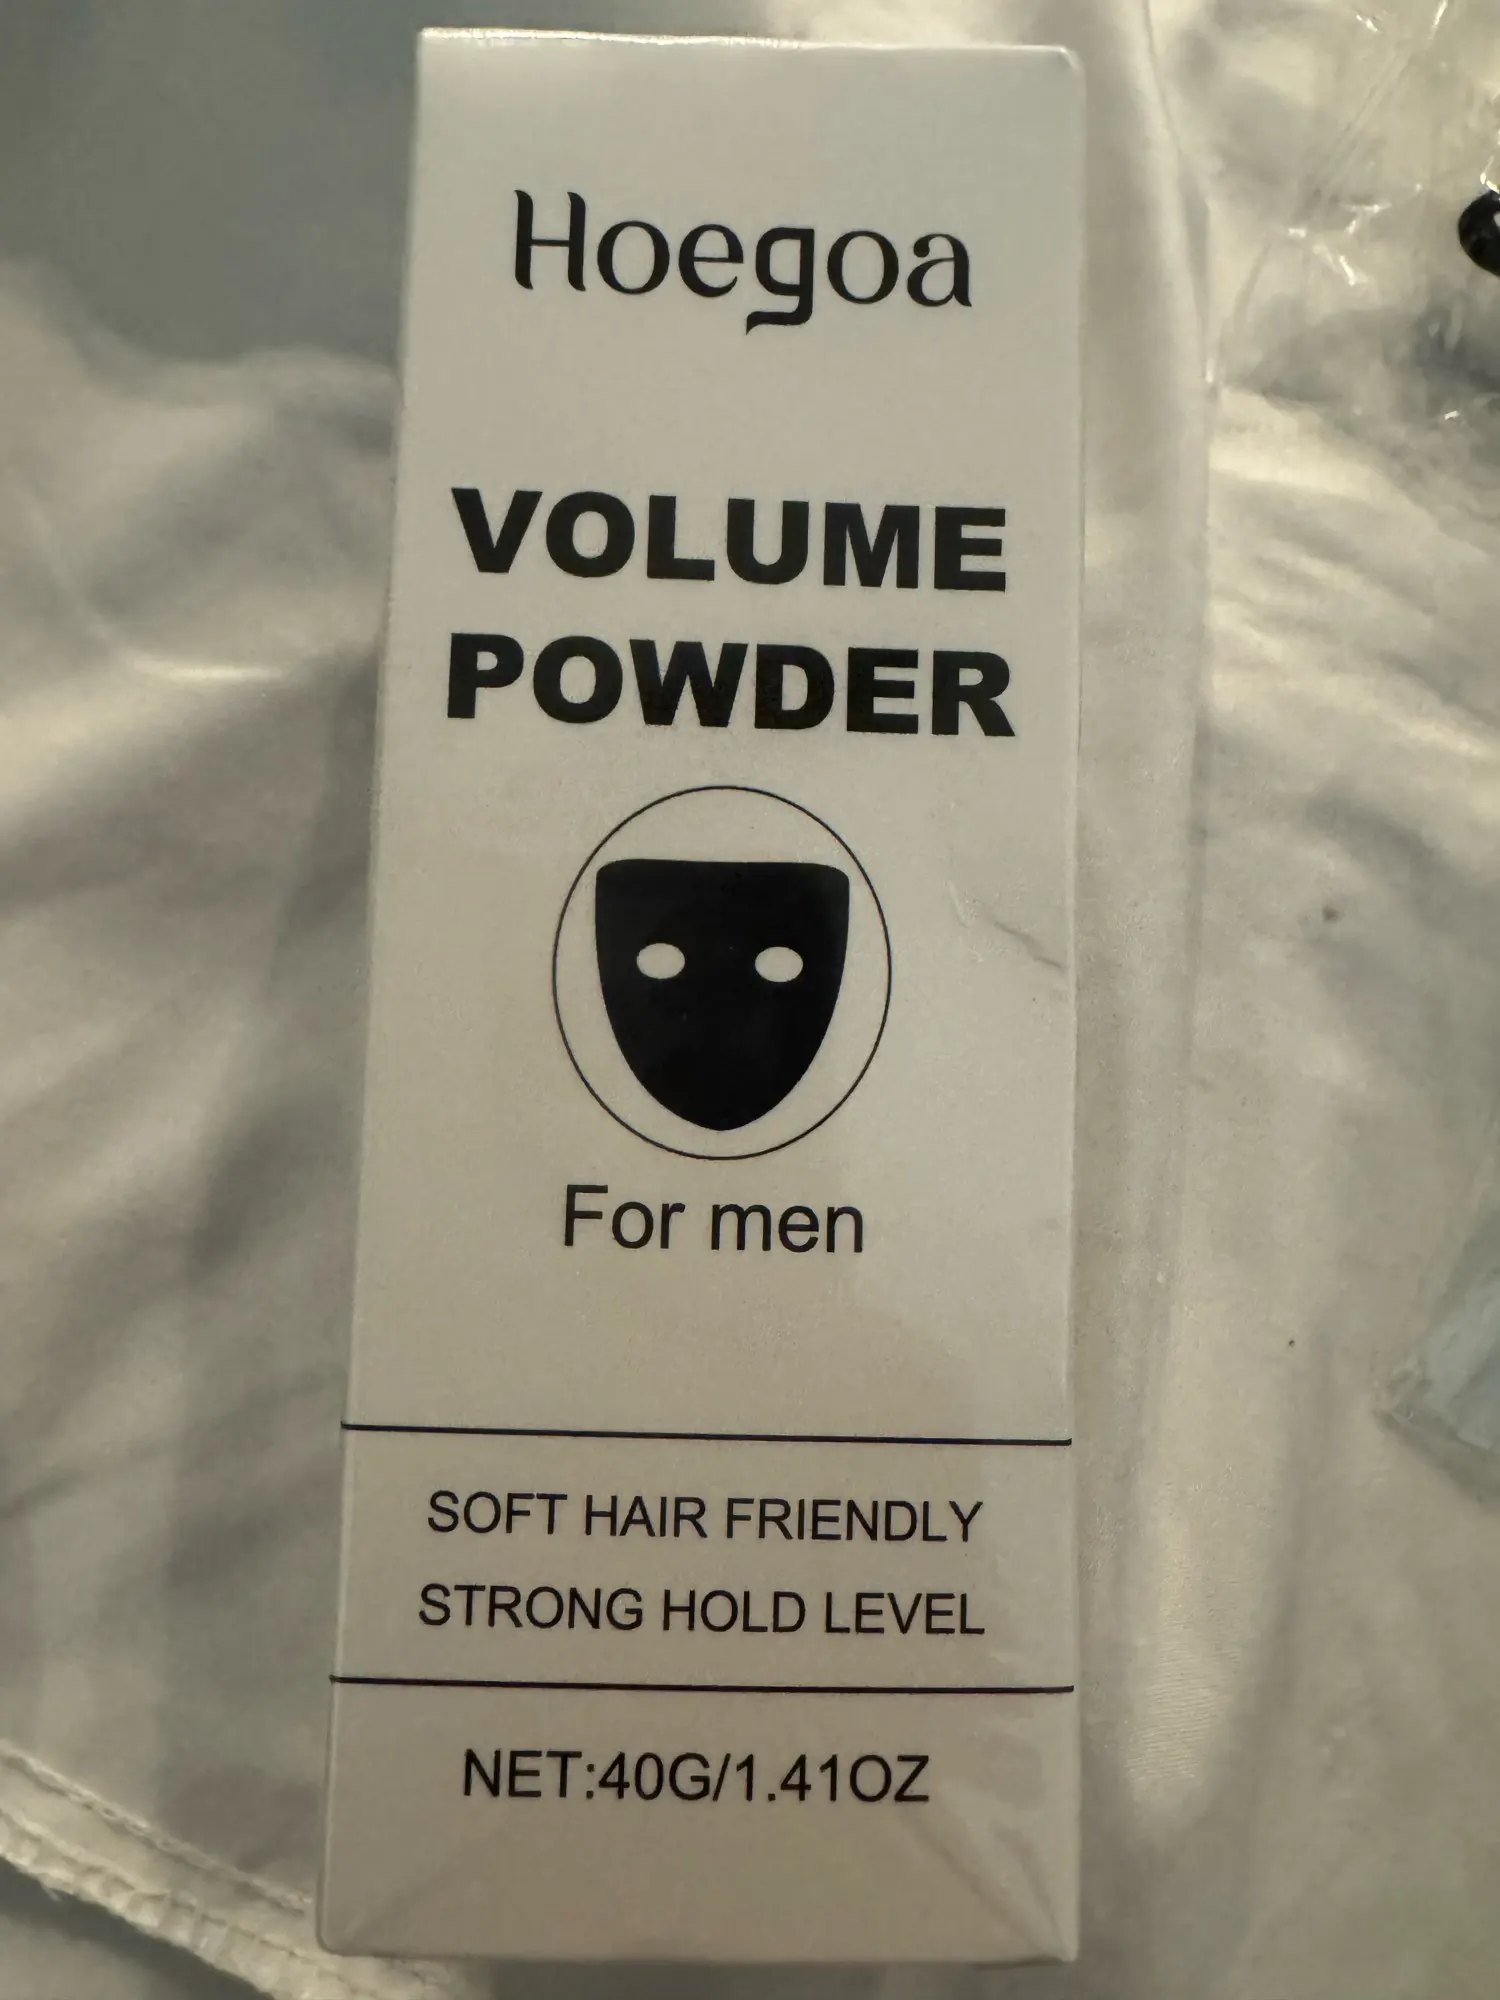 Hoegoa
VOLUME
POWDER
For men
SOFT HAIR FRIENDLY
STRONG HOLD LEVEL
NET:40G/1.41OZ